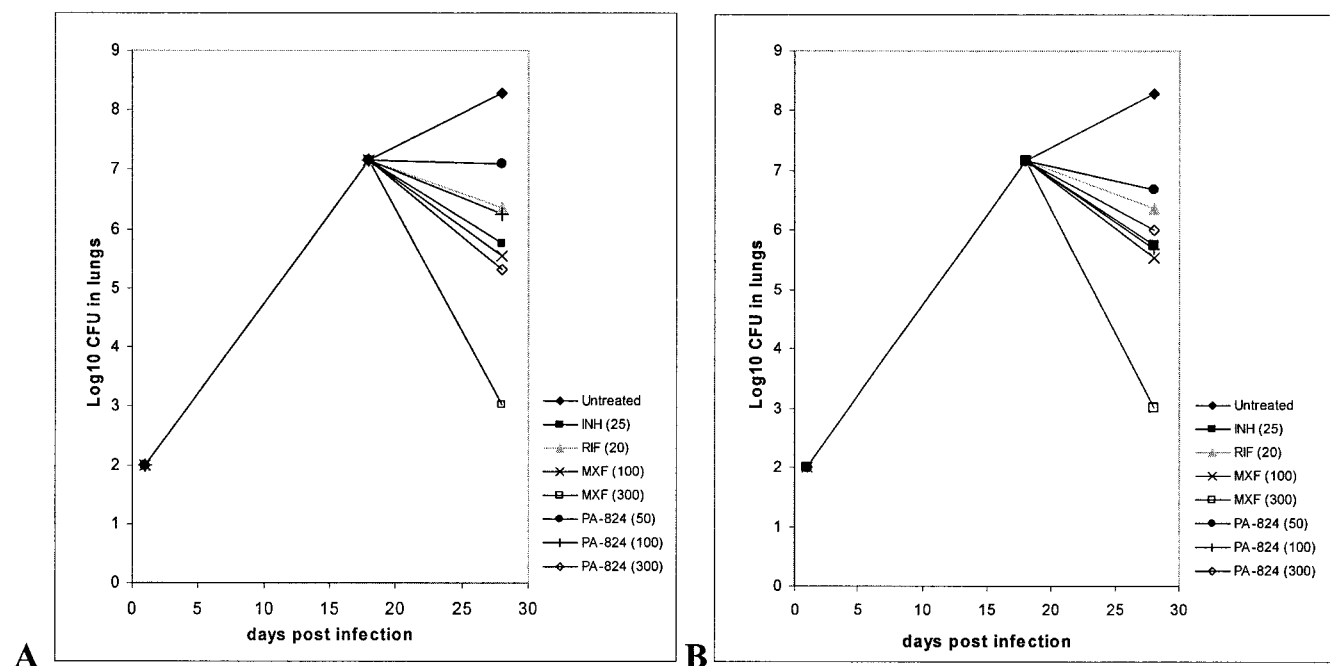 9
8
7
6
5
4
3
2
1
0
Log10 CFU in lungs
0 5 10 15 20 25 30
days post infection
Untreated
INH (25)
RIF (20)
MXF (100)
MXF (300)
PA-824 (50)
PA-824 (100)
PA-824 (300)
A
9
8
7
6
5
4
3
2
1
0
Log10 CFU in lungs
0 5 10 15 20 25 30
days post infection
Untreated
INH (25)
RIF (20)
MXF (100)
MXF (300)
PA-824 (50)
PA-824 (100)
PA-824 (300)
B